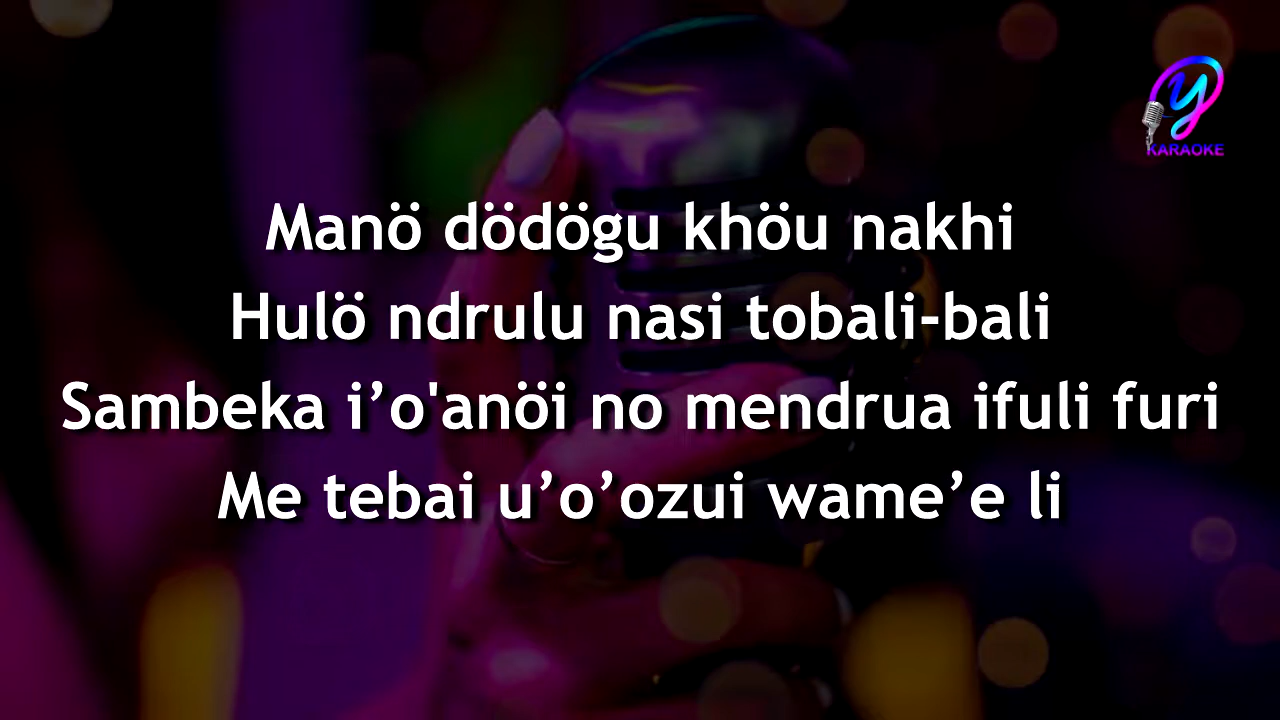 y
KARAOKE
Manö dödögu khöu nakhi
Hulö ndrulu nasi tobali-bali
Sambeka i’o'anöi no mendrua ifuli furi
Me tebai u’o’ozui wame’e li